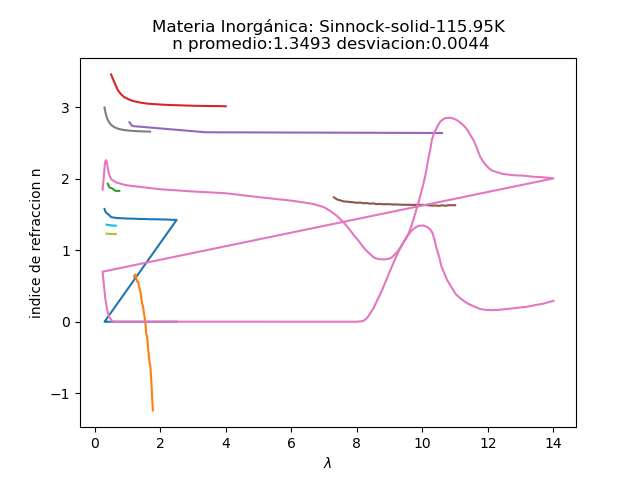 Materia Inorgánica: Sinnock-solid-115.95K
n promedio:1.3493 desviacion:0.0044
indice de refraccion n
3
2
1
0
−1
0 2 4 6 8 10 12 14
λ